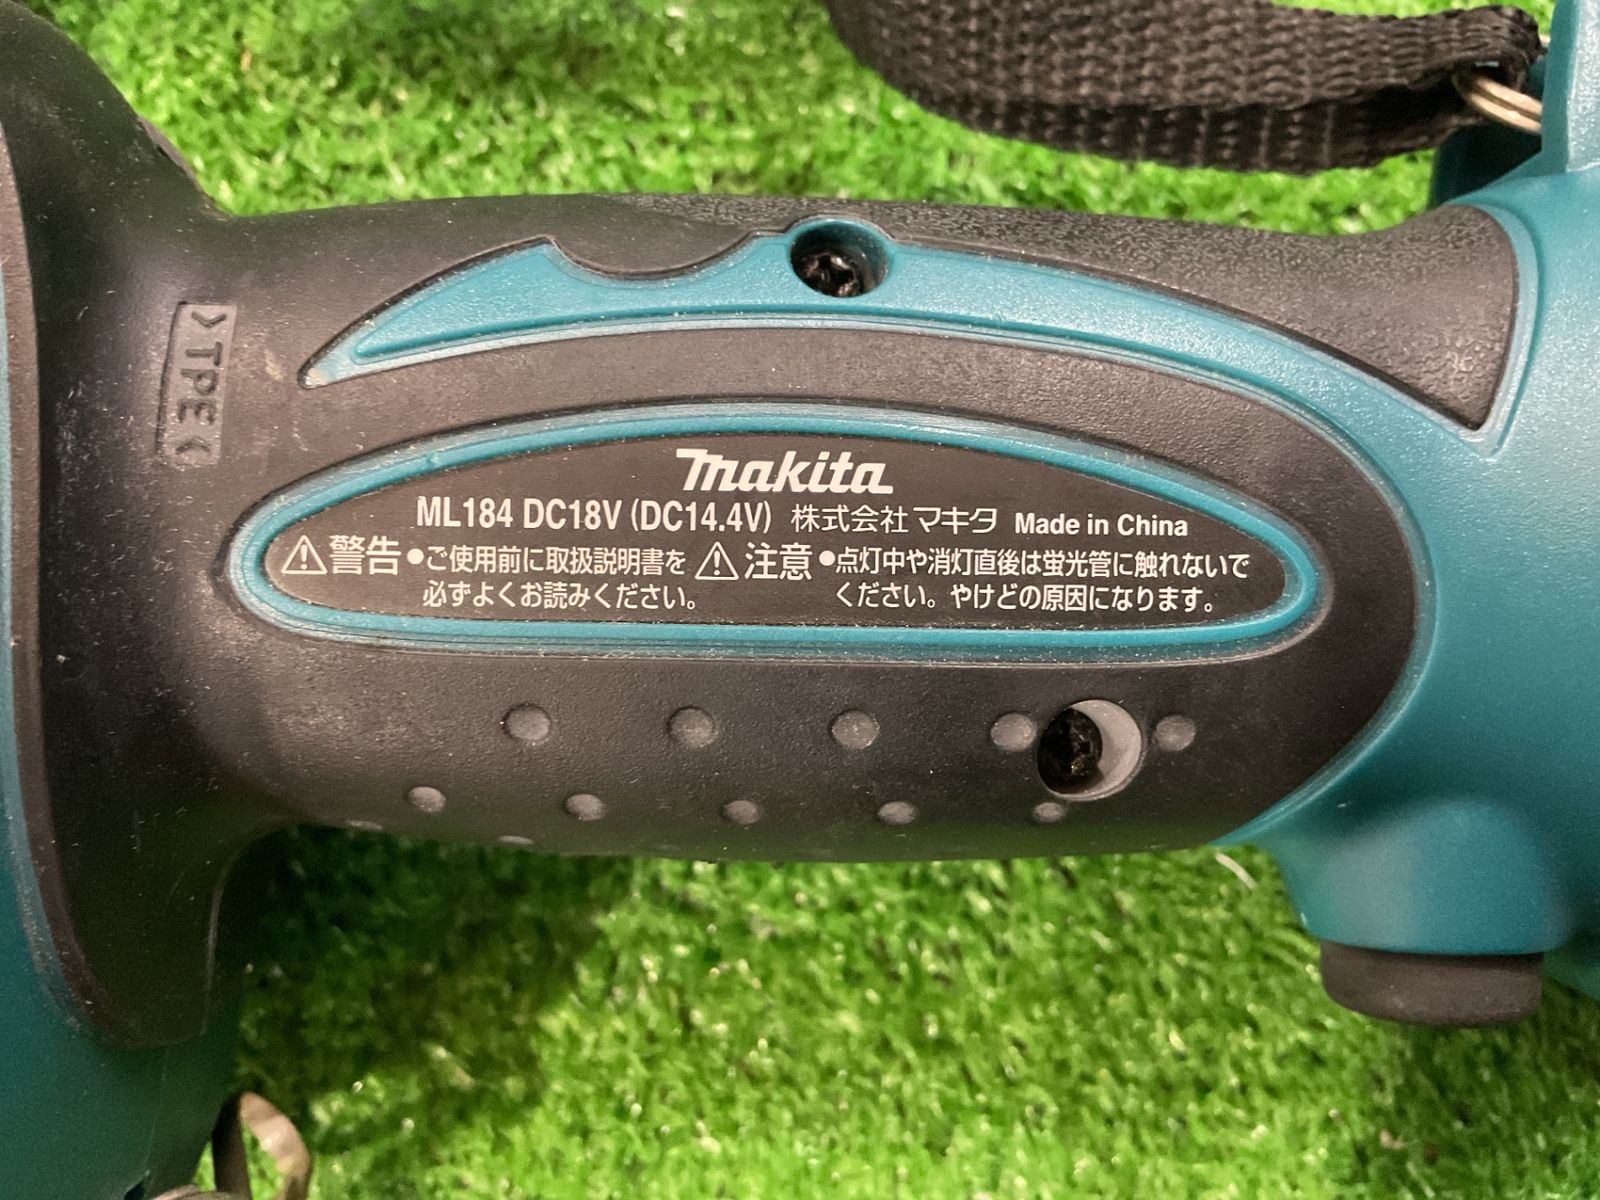 >TPE<
makita
ML184 DC18V (DC14.4V) 株式会社マキタ Made in China
⚠警告 •ご使用前に取扱説明書を
必ずよくお読みください。
⚠注意 •点灯中や消灯直後は蛍光管に触れないで
ください。やけどの原因になります。